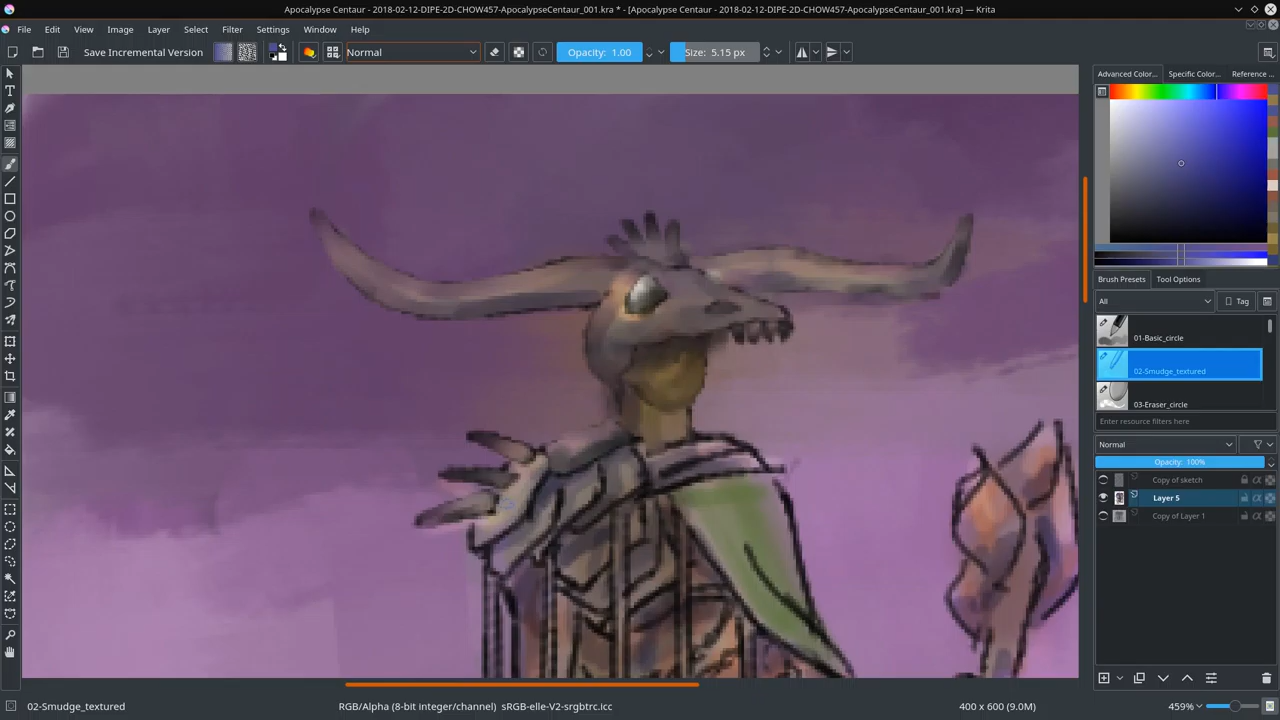 Apocalypse Centaur - 2018-02-12-DIPE-2D-CHOW457-ApocalypseCentaur_001.kra * - [Apocalypse Centaur - 2018-02-12-DIPE-2D-CHOW457-ApocalypseCentaur_001.kra] — Krita
File Edit View Image Layer Select Filter Settings Tools Window Help
Save Incremental Version Normal Opacity: 1.00 Size: 5.15 px
Advanced Color... Specific Color... Reference ...
Brush Presets Tool Options
All Tag
01-Basic_circle
02-Smudge_textured
03-Eraser_circle
Enter resource filters here
Normal
Opacity: 100%
Copy of sketch
Layer 5
Copy of Layer 1
02-Smudge_textured RGB/Alpha (8-bit integer/channel) sRGB-elle-V2-srgbtrc.icc 400 x 600 (9.0M) 459%